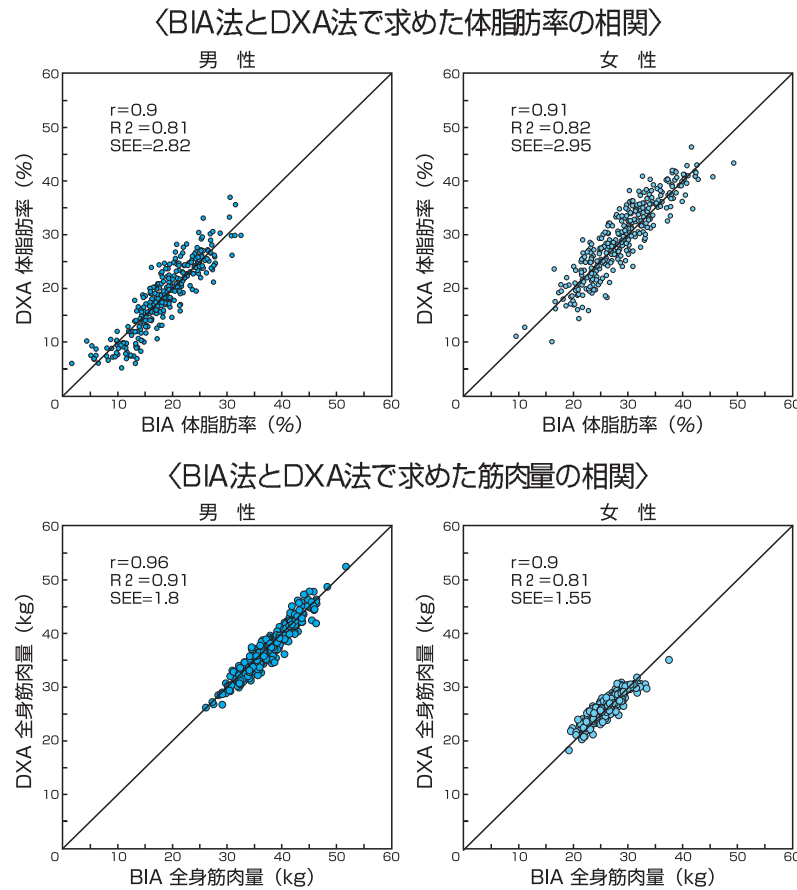 〈BIA法とDXA法で求めた体脂肪率の相関〉
男 性
60
50
40
30
20
10
0
10
20
30
40
60
r=0.9
R2=0.81
SEE=2.82
DXA 体脂肪率（%）
BIA 体脂肪率（%）
女 性
60
50
40
30
20
10
0
10
20
30
40
50
60
r=0.91
R2=0.82
SEE=2.95
DXA 体脂肪率（%）
BIA 体脂肪率（%）
〈BIA法とDXA法で求めた筋肉量の相関〉
男 性
60
50
40
30
20
10
0
10
20
30
40
50
60
r=0.96
R2=0.91
SEE=1.8
DXA 全身筋肉量（kg）
BIA 全身筋肉量（kg）
女 性
60
50
40
30
20
10
0
10
20
30
40
50
60
r=0.9
R2=0.81
SEE=1.55
DXA 全身筋肉量（kg）
BIA 全身筋肉量（kg）